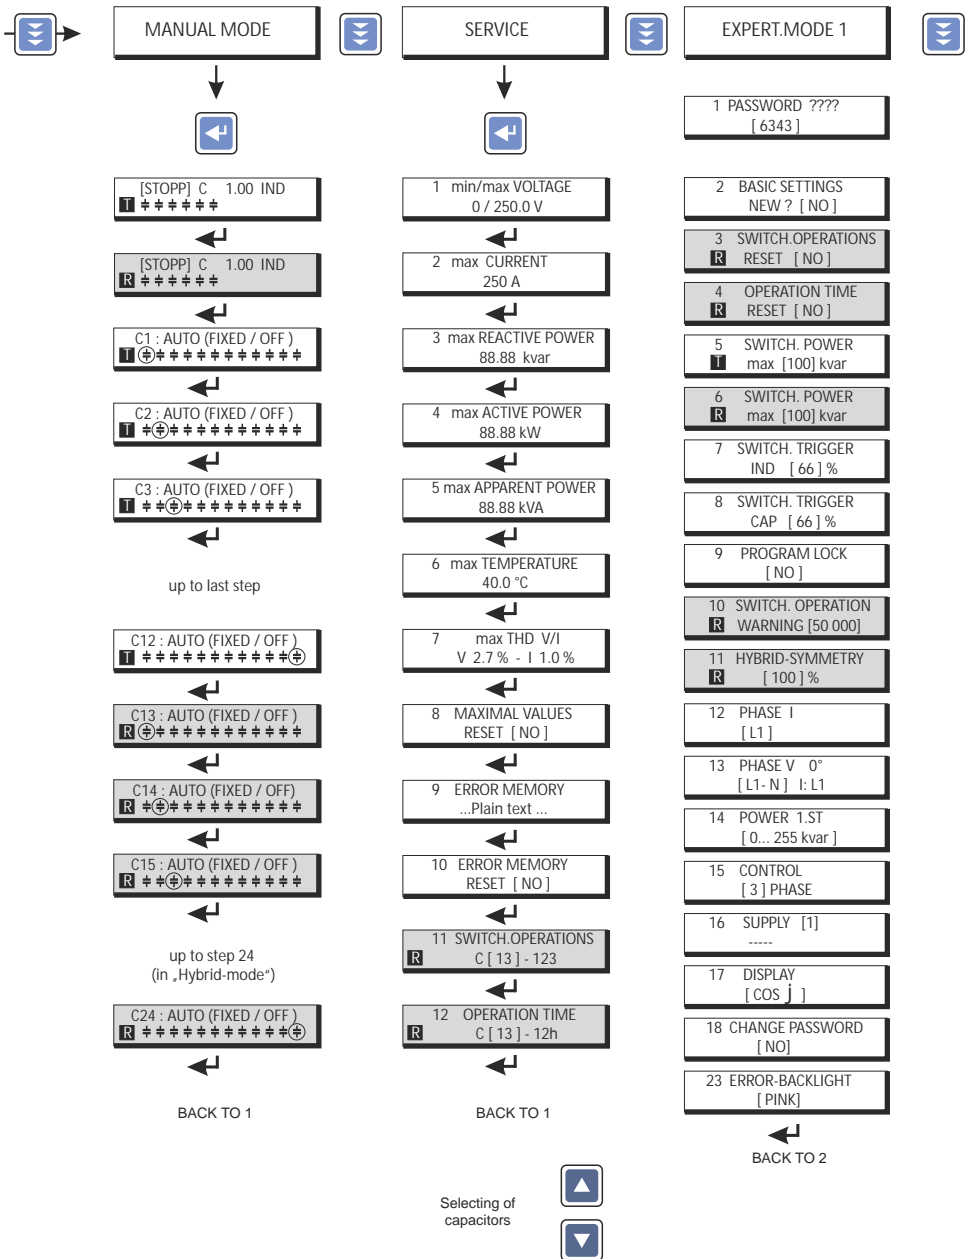 MANUAL MODE
[STOPP] C 1.00 IND
T
[STOPP] C 1.00 IND
R
C1 : AUTO (FIXED / OFF )
T
C2 : AUTO (FIXED / OFF )
T
C3 : AUTO (FIXED / OFF )
T
up to last step
C12 : AUTO (FIXED / OFF )
T
C13 : AUTO (FIXED / OFF )
R
C14 : AUTO (FIXED / OFF)
R
C15 : AUTO (FIXED / OFF )
R
up to step 24
(in „Hybrid-mode“)
C24 : AUTO (FIXED / OFF )
R
BACK TO 1
SERVICE
1 min/max VOLTAGE
0 / 250.0 V
2 max CURRENT
250 A
3 max REACTIVE POWER
88.88 kvar
4 max ACTIVE POWER
88.88 kW
5 max APPARENT POWER
88.88 kVA
6 max TEMPERATURE
40.0 °C
7 max THD V/I
V 2.7 % - I 1.0 %
8 MAXIMAL VALUES
RESET [ NO ]
9 ERROR MEMORY
...Plain text ...
10 ERROR MEMORY
RESET [ NO ]
11 SWITCH.OPERATIONS
R C [ 13 ] - 123
12 OPERATION TIME
R C [ 13 ] - 12h
BACK TO 1
Selecting of
capacitors
EXPERT.MODE 1
1 PASSWORD ????
[ 6343 ]
2 BASIC SETTINGS
NEW ? [ NO ]
3 SWITCH.OPERATIONS
R RESET [ NO ]
4 OPERATION TIME
R RESET [ NO ]
5 SWITCH. POWER
T max [100] kvar
6 SWITCH. POWER
R max [100] kvar
7 SWITCH. TRIGGER
IND [ 66 ] %
8 SWITCH. TRIGGER
CAP [ 66 ] %
9 PROGRAM LOCK
[ NO ]
10 SWITCH. OPERATION
R WARNING [50 000]
11 HYBRID-SYMMETRY
R [ 100 ] %
12 PHASE I
[ L1 ]
13 PHASE V 0°
[ L1- N ] I: L1
14 POWER 1.ST
[ 0... 255 kvar ]
15 CONTROL
[ 3 ] PHASE
16 SUPPLY [1]
-----
17 DISPLAY
[ COS j ]
18 CHANGE PASSWORD
[ NO]
23 ERROR-BACKLIGHT
[ PINK]
BACK TO 2